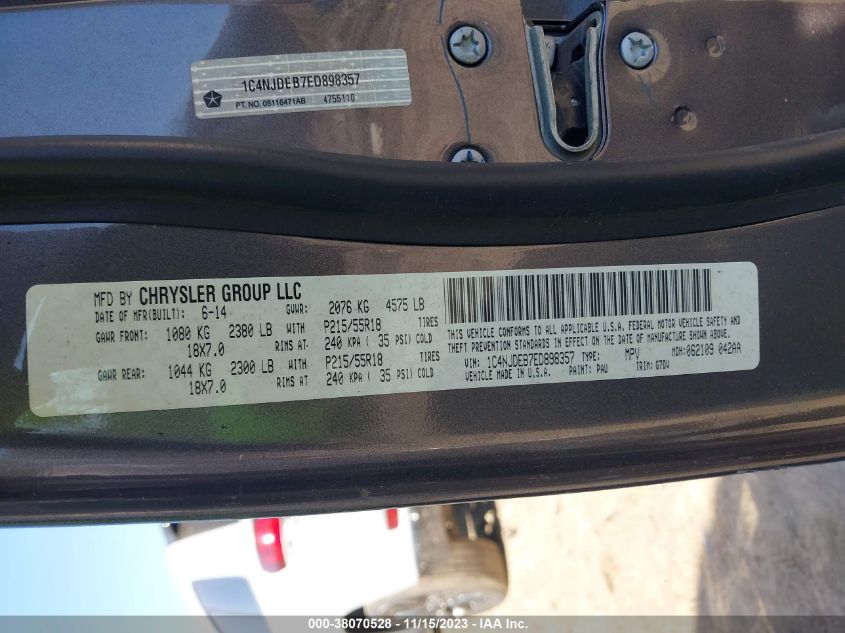 1C4NJDEB7ED898357
PT. NO. 05116471AB 4755110
MFD BY CHRYSLER GROUP LLC
DATE OF MFR(BUILT): 6-14 GVWR: 2076 KG 4575 LB
GAWR FRONT: 1080 KG 2380 LB WITH P215/55R18 TIRES
18X7.0 RIMS AT 240 KPA ( 35 PSI) COLD
GAWR REAR: 1044 KG 2300 LB WITH P215/55R18 TIRES
18X7.0 RIMS AT 240 KPA ( 35 PSI) COLD
THIS VEHICLE CONFORMS TO ALL APPLICABLE U.S.A. FEDERAL MOTOR VEHICLE SAFETY AND
THEFT PREVENTION STANDARDS IN EFFECT ON THE DATE OF MANUFACTURE SHOWN ABOVE.
VIN: 1C4NJDEB7ED898357 TYPE: MPV MDH:062109 042AA
VEHICLE MADE IN U.S.A. PAINT: PAU TRIM: G7DV
000-38070528 - 11/15/2023 - IAAI Inc.